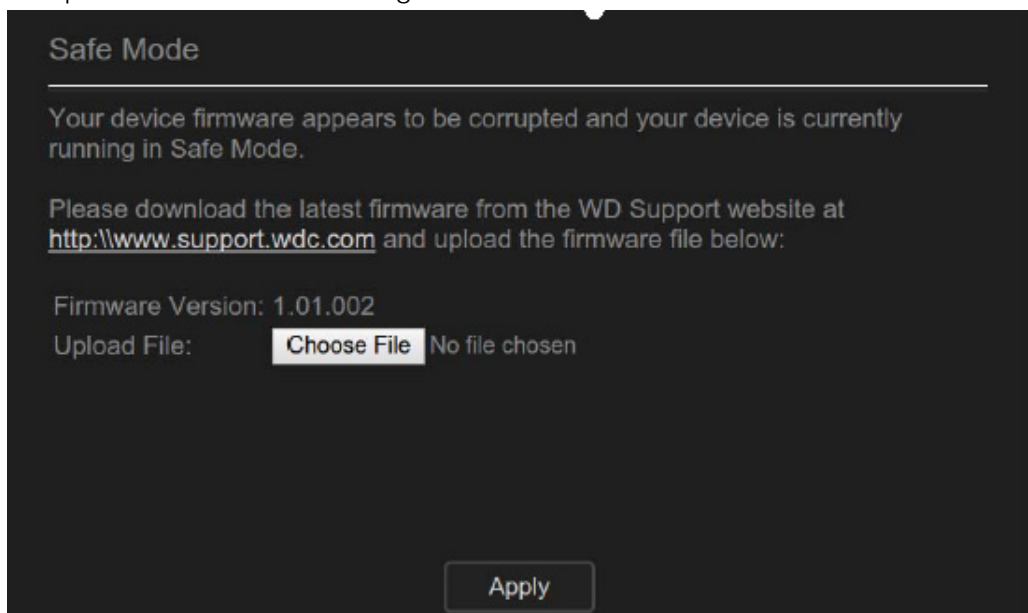 Safe Mode
Your device firmware appears to be corrupted and your device is currently
running in Safe Mode.
Please download the latest firmware from the WD Support website at
http:\\www.support.wdc.com and upload the firmware file below:
Firmware Version: 1.01.002
Upload File: Choose File No file chosen
Apply